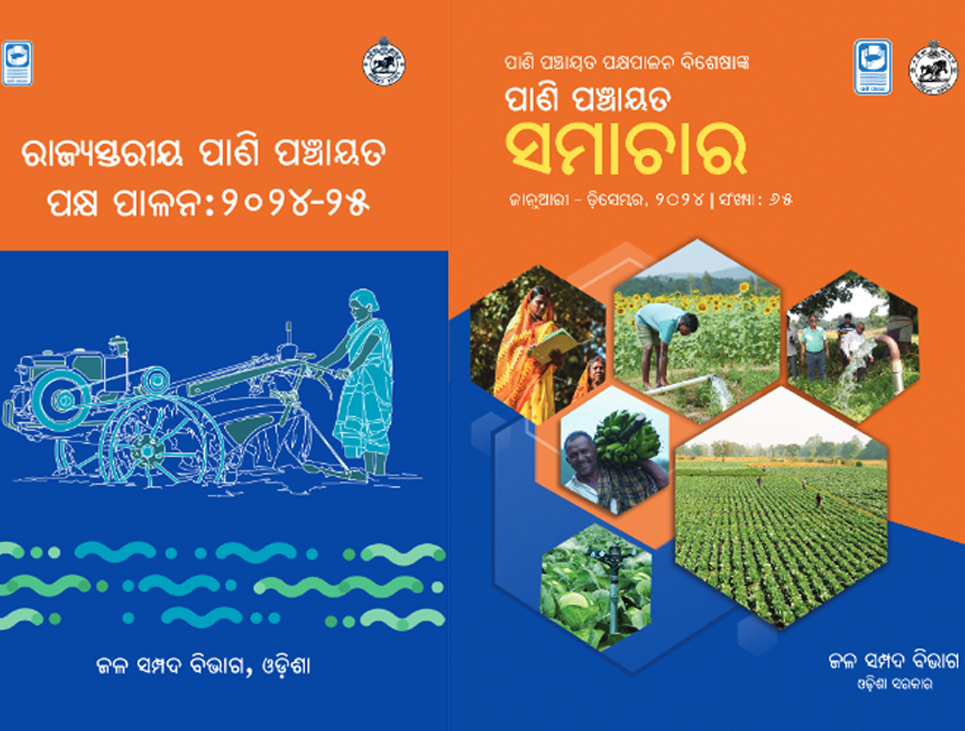 ରାଜ୍ୟସ୍ତରୀୟ ପାଣି ପଞ୍ଚାୟତ
ପକ୍ଷ ପାଳନ:୨୦୨୪-୨୫
ଜଳ ସମ୍ପଦ ବିଭାଗ, ଓଡ଼ିଶା
ପାଣି ପଞ୍ଚାୟତ ପକ୍ଷପାଳନ ବିଶେଷାଙ୍କ
ପାଣି ପଞ୍ଚାୟତ
ସମାଚାର
ଜାନୁଆରୀ - ଡ଼ିସେମ୍ବର, ୨୦୨୪ | ସଂଖ୍ୟା: ୬୫
ଜଳ ସମ୍ପଦ ବିଭାଗ
ଓଡ଼ିଶା ସରକାର